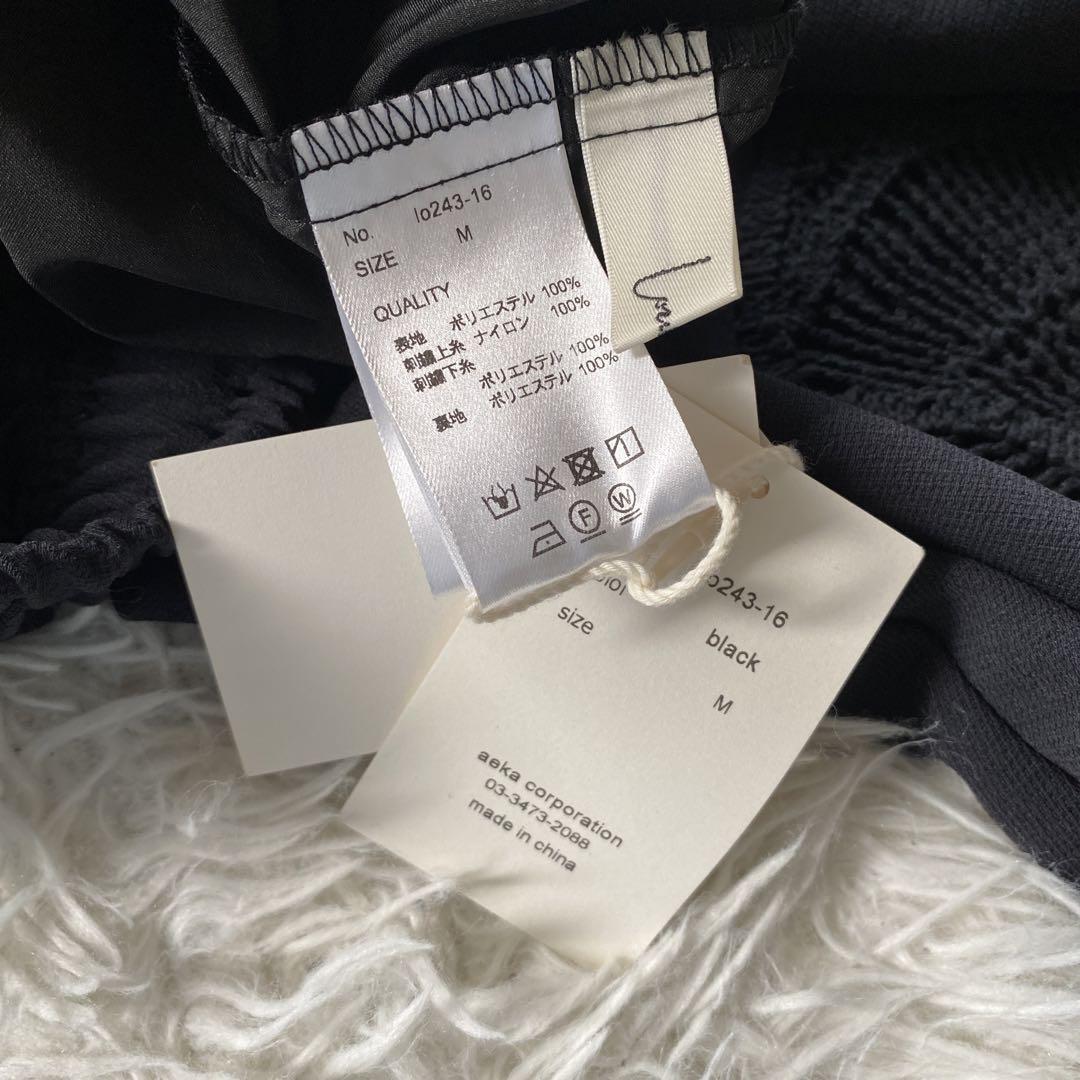 No. lo243-16
SIZE M
QUALITY
表地 ポリエステル 100%
刺繍上糸 ナイロン 100%
刺繍下糸 ポリエステル 100%
裏地 ポリエステル 100%
F W
lo243-16
black
size M
aeka corporation
03-3473-2088
made in china